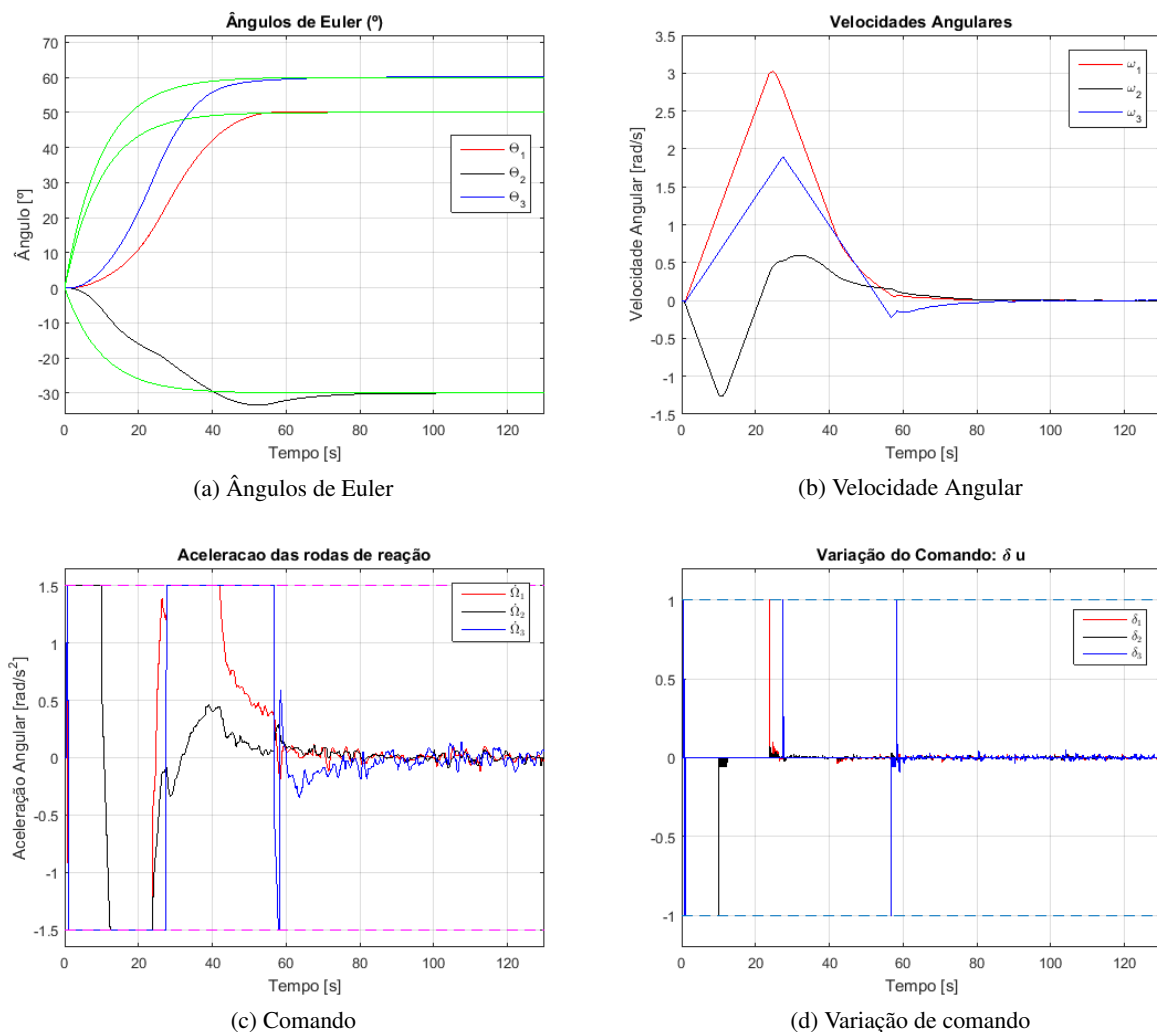 Ângulos de Euler (º)
70
60
50
40
30
20
10
0
-10
-20
-30
Ângulo [º]
Θ1
Θ2
Θ3
0 20 40 60 80 100 120
Tempo [s]
(a) Ângulos de Euler
Velocidades Angulares
3.5
3
2.5
2
1.5
1
0.5
0
-0.5
-1
-1.5
Velocidade Angular [rad/s]
ω1
ω2
ω3
0 20 40 60 80 100 120
Tempo [s]
(b) Velocidade Angular
Aceleracao das rodas de reação
1.5
1
0.5
0
-0.5
-1
-1.5
Aceleração Angular [rad/s²]
Ω̇1
Ω̇2
Ω̇3
0 20 40 60 80 100 120
Tempo [s]
(c) Comando
Variação do Comando: δ u
1
0.5
0
-0.5
-1
δ1
δ2
δ3
0 20 40 60 80 100 120
Tempo [s]
(d) Variação de comando